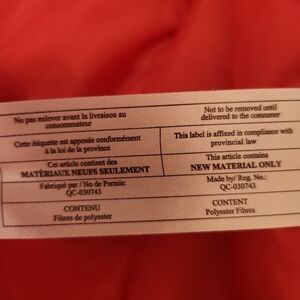 Ne pas enlever avant la livraison au
consommateur
Not to be removed until
delivered to the consumer
Cette étiquette est apposée conformément
à la loi de la province
This label is affixed in compliance with
provincial law
Cet article contient des
MATÉRIAUX NEUFS SEULEMENT
This article contains
NEW MATERIAL ONLY
Fabriqué par / No de Permis:
QC-030743
Made by/ Reg. No.:
QC-030743
CONTENU
Fibres de polyester
CONTENT
Polyester Fibres